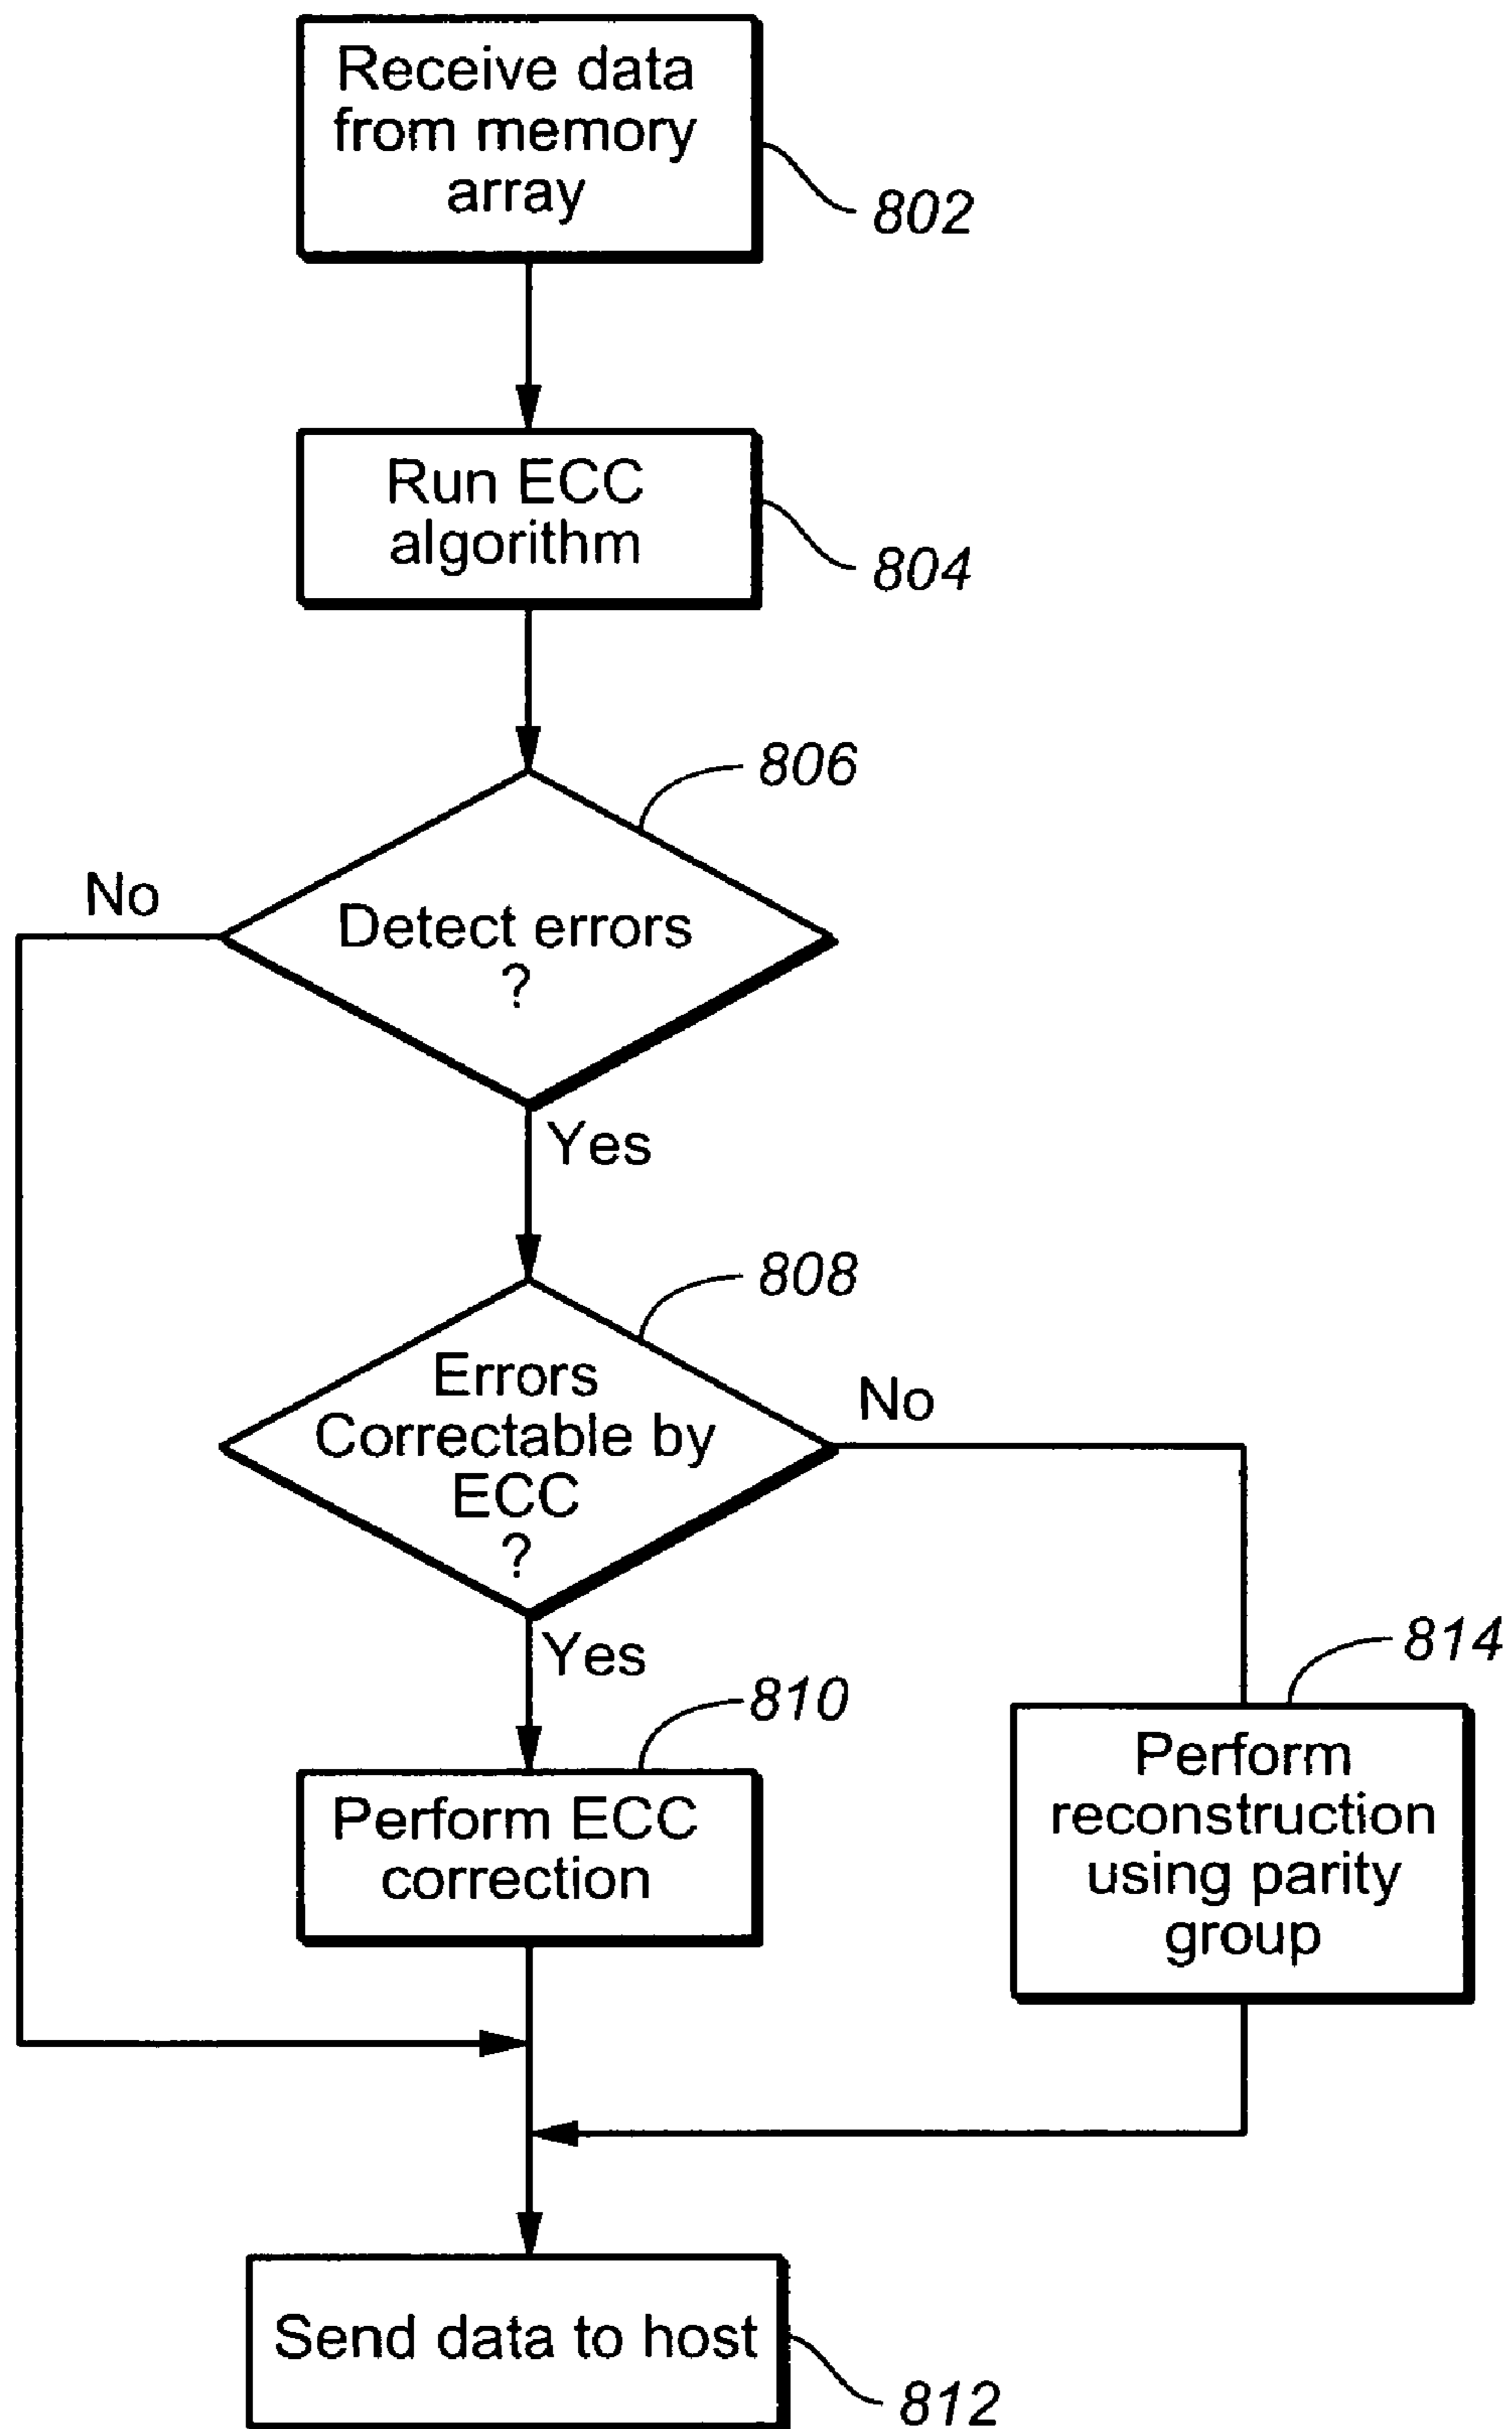 Receive data
from memory
array
802
Run ECC
algorithm
804
806
No
Detect errors
?
Yes
808
Errors
Correctable by
ECC
?
No
Yes
810
Perform ECC
correction
814
Perform
reconstruction
using parity
group
Send data to host
812